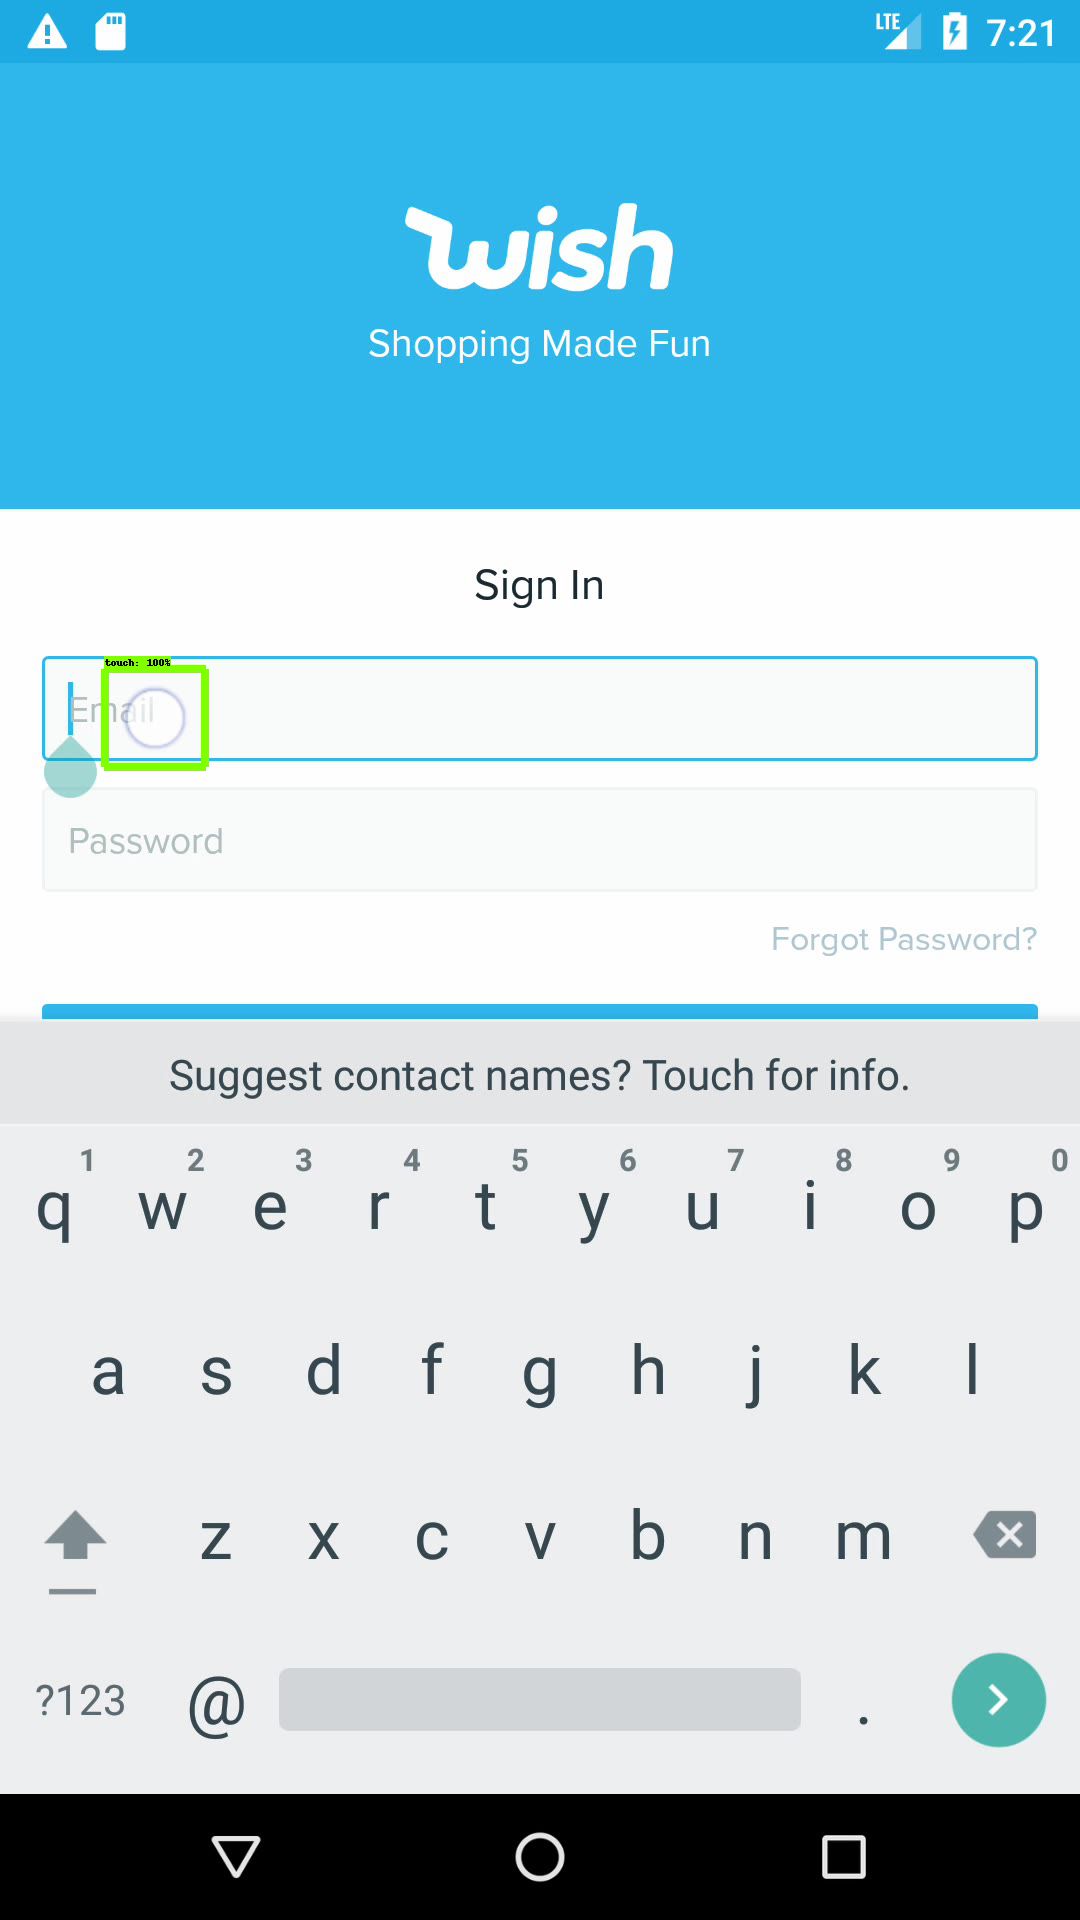 LTE 7:21
wish
Shopping Made Fun
Sign In
touch: 100%
Email
Password
Forgot Password?
Suggest contact names? Touch for info.
1 2 3 4 5 6 7 8 9 0
q w e r t y u i o p
a s d f g h j k l
z x c v b n m
?123 @ .